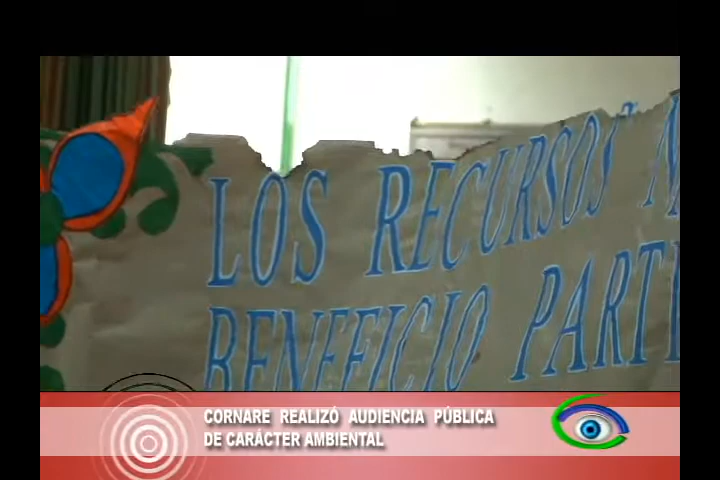 LOS RECURSOS
BENEFICIO
CORNARE REALIZÓ AUDIENCIA PÚBLICA
DE CARÁCTER AMBIENTAL